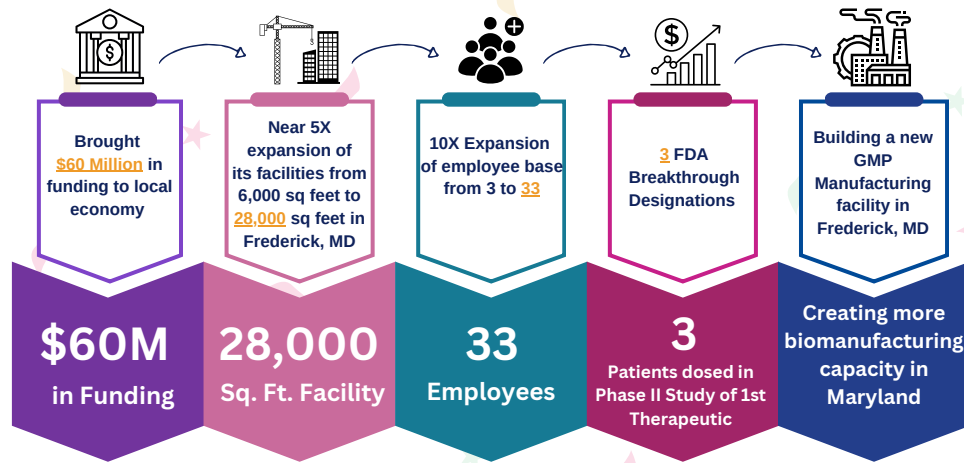 Brought
$60 Million in
funding to local
economy
Near 5X
expansion of
its facilities from
6,000 sq feet to
28,000 sq feet in
Frederick, MD
10X Expansion
of employee base
from 3 to 33
3 FDA
Breakthrough
Designations
Building a new
GMP
Manufacturing
facility in
Frederick, MD
$60M
in Funding
28,000
Sq. Ft. Facility
33
Employees
3
Patients dosed in
Phase II Study of 1st
Therapeutic
Creating more
biomanufacturing
capacity in
Maryland